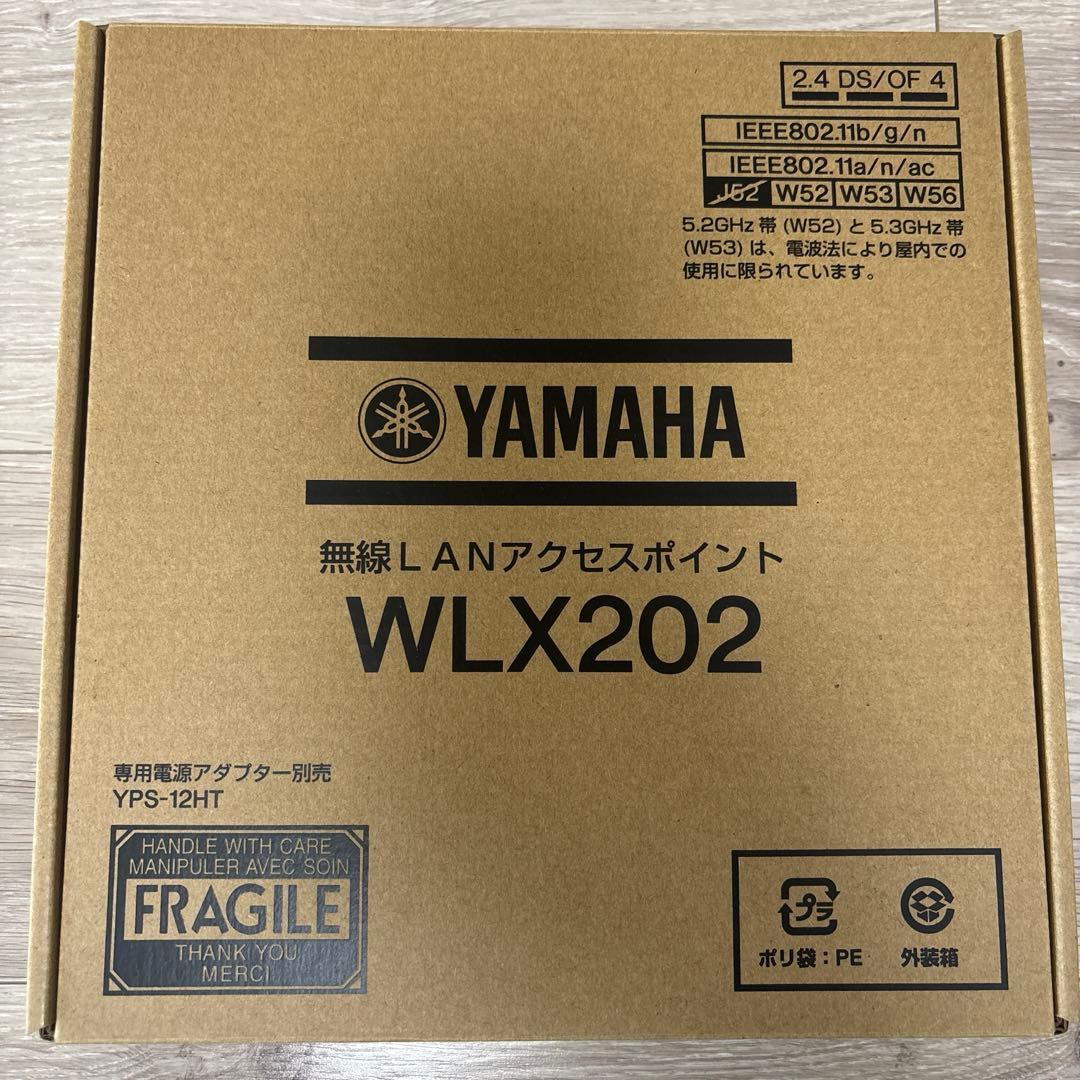 2.4 DS/OF 4
IEEE802.11b/g/n
IEEE802.11a/n/ac
J52 W52 W53 W56
5.2GHz 帯 (W52) と 5.3GHz 帯
(W53) は、電波法により屋内での
使用に限られています。
YAMAHA
無線LANアクセスポイント
WLX202
専用電源アダプター別売
YPS-12HT
HANDLE WITH CARE
MANIPULER AVEC SOIN
FRAGILE
THANK YOU
MERCI
プラ
ポリ袋：PE 外装箱